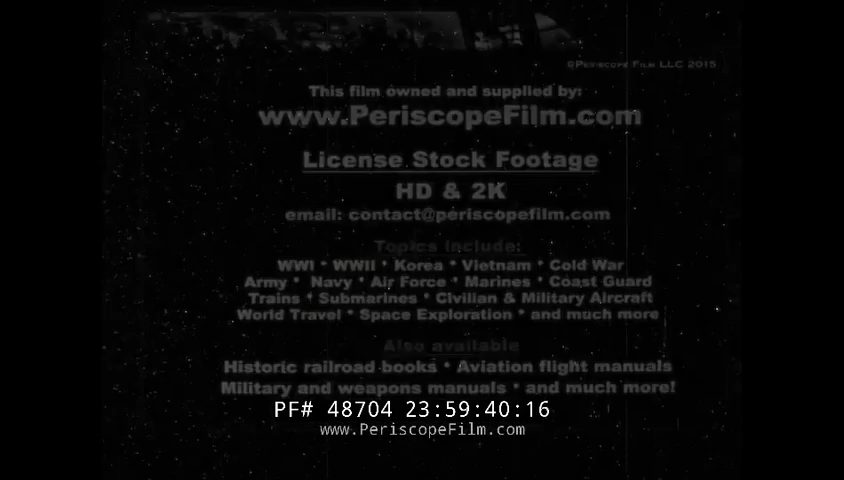 ©Periscope Film LLC 2015
This film owned and supplied by:
www.PeriscopeFilm.com
License Stock Footage
HD & 2K
email: contact@periscopefilm.com
Topics Include:
WWI * WWII * Korea * Vietnam * Cold War
Army * Navy * Air Force * Marines * Coast Guard
Trains * Submarines * Civilian & Military Aircraft
World Travel * Space Exploration * and much more
Also available
Historic railroad books * Aviation flight manuals
Military and weapons manuals * and much more!
PF# 48704 23:59:40:16
www.PeriscopeFilm.com